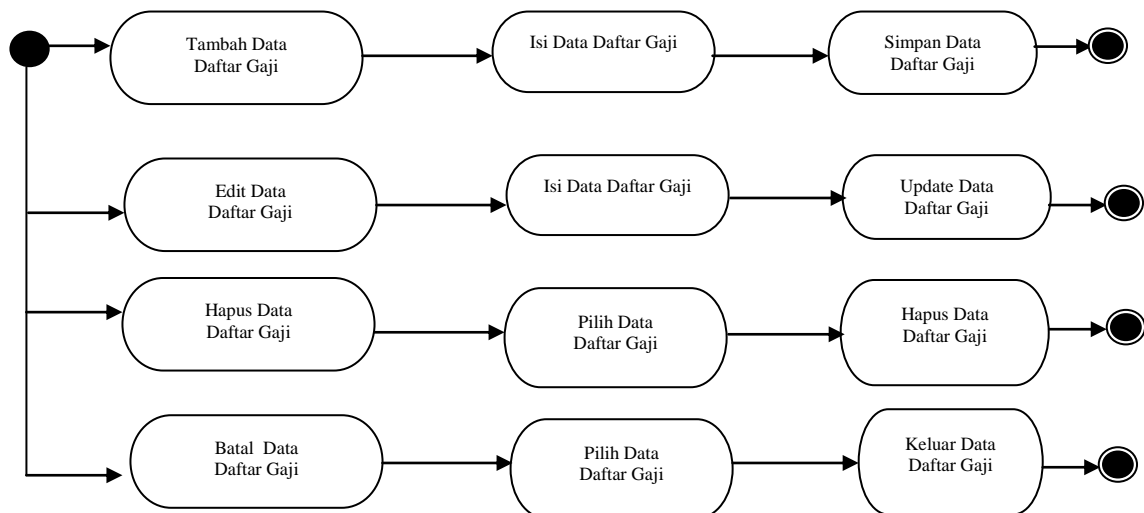 Tambah Data
Daftar Gaji
Isi Data Daftar Gaji
Simpan Data
Daftar Gaji
Edit Data
Daftar Gaji
Isi Data Daftar Gaji
Update Data
Daftar Gaji
Hapus Data
Daftar Gaji
Pilih Data
Daftar Gaji
Hapus Data
Daftar Gaji
Batal Data
Daftar Gaji
Pilih Data
Daftar Gaji
Keluar Data
Daftar Gaji